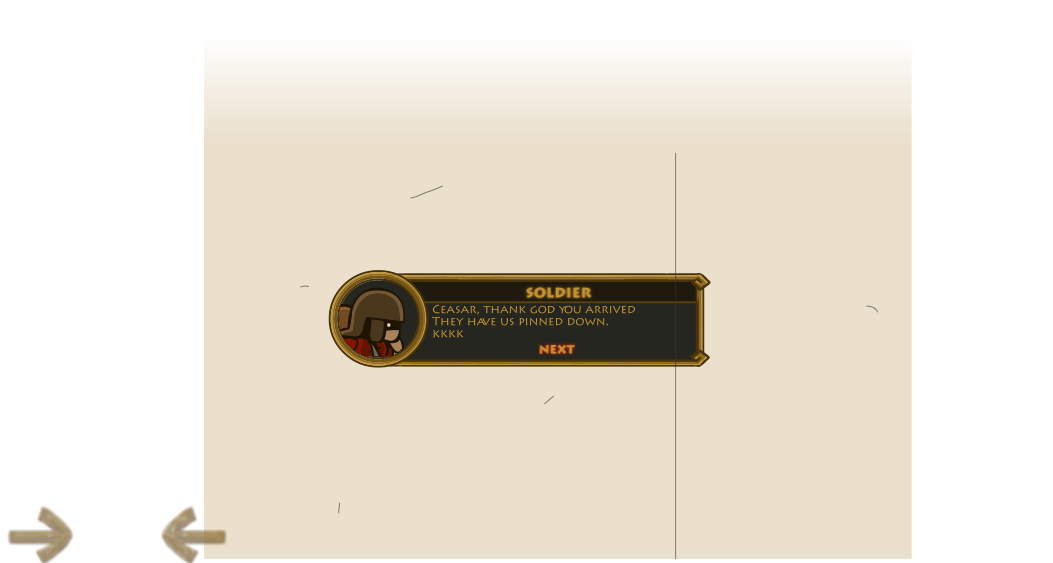 SOLDIER
CEASAR, THANK GOD YOU ARRIVED
THEY HAVE US PINNED DOWN.
KKKK
NEXT